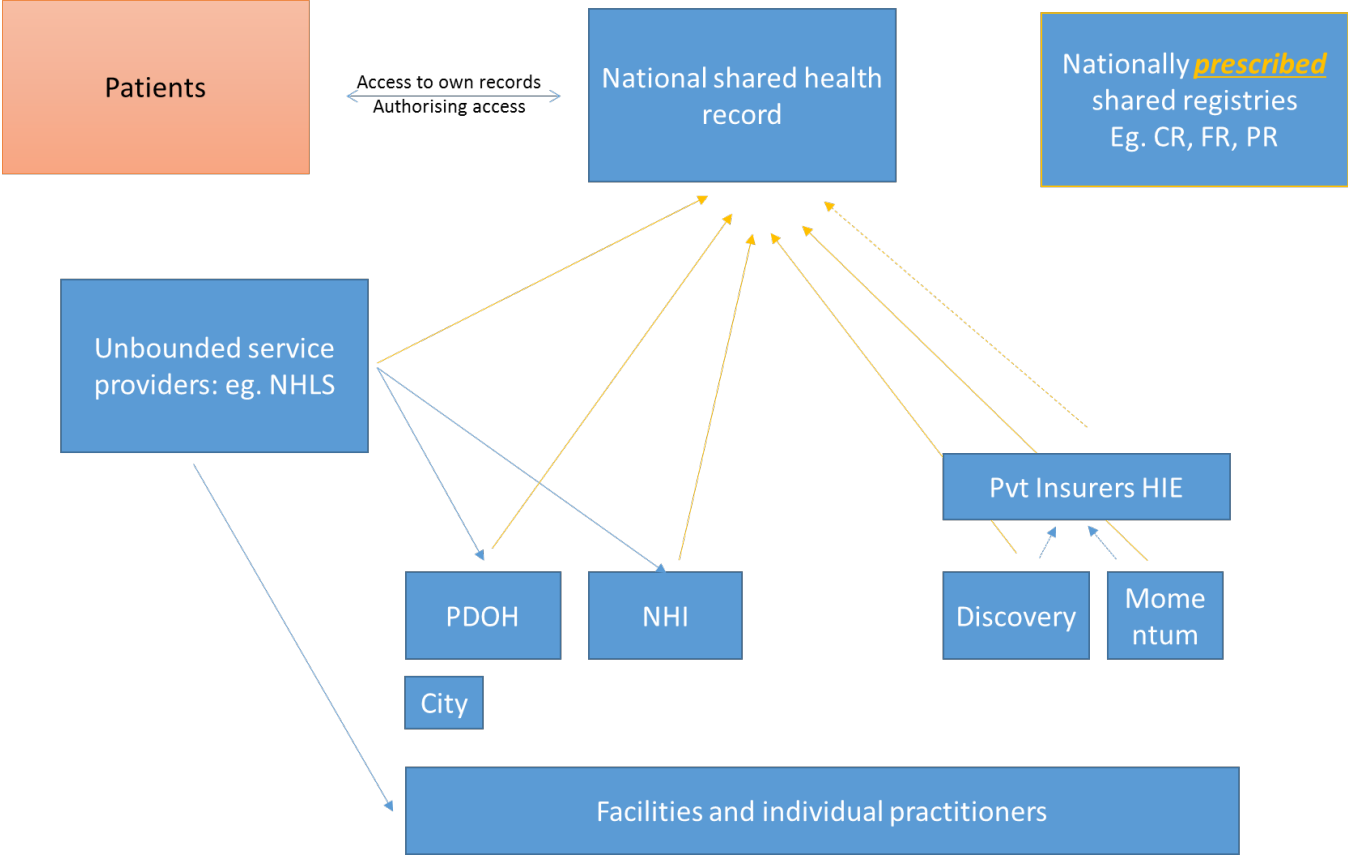 Patients
Access to own records
Authorising access
National shared health
record
Nationally prescribed
shared registries
Eg. CR, FR, PR
Unbounded service
providers: eg. NHLS
Pvt Insurers HIE
PDOH
NHI
Discovery
Mome
ntum
City
Facilities and individual practitioners